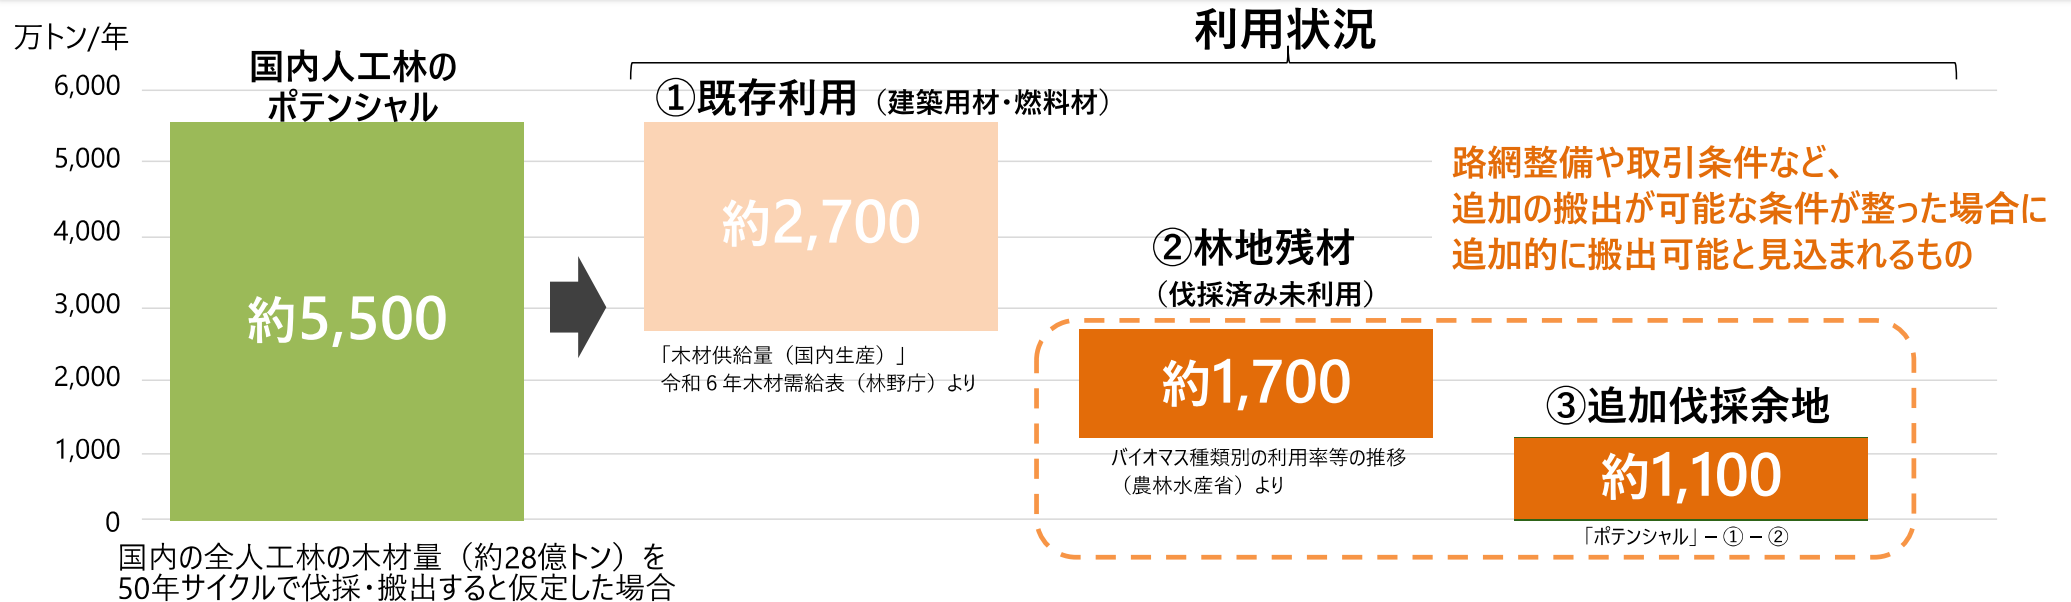 万トン/年
6,000
5,000
4,000
3,000
2,000
1,000
0
国内人工林の
ポテンシャル
約5,500
国内の全人工林の木材量（約28億トン）を
50年サイクルで伐採・搬出すると仮定した場合
利用状況
①既存利用（建築用材・燃料材）
約2,700
「木材供給量（国内生産）」
令和６年木材需給表（林野庁）より
②林地残材
（伐採済み未利用）
約1,700
バイオマス種類別の利用率等の推移
（農林水産省）より
路網整備や取引条件など、
追加の搬出が可能な条件が整った場合に
追加的に搬出可能と見込まれるもの
③追加伐採余地
約1,100
「ポテンシャル」－①－②